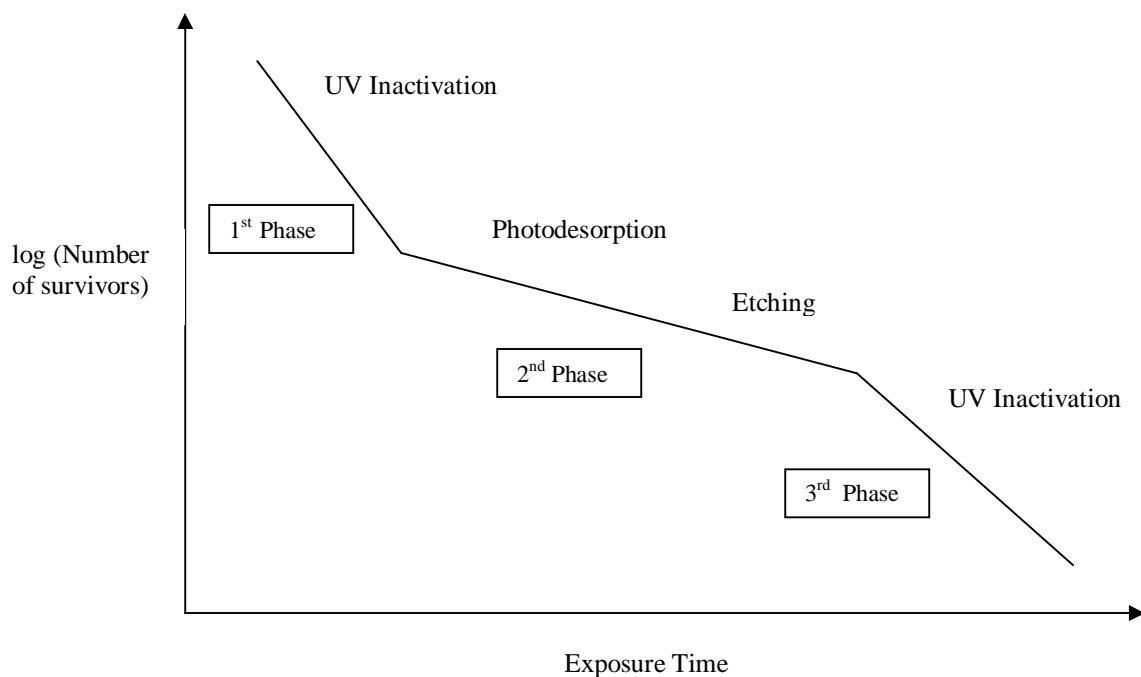 UV Inactivation
1st Phase
Photodesorption
log (Number
of survivors)
Etching
2nd Phase
UV Inactivation
3rd Phase
Exposure Time